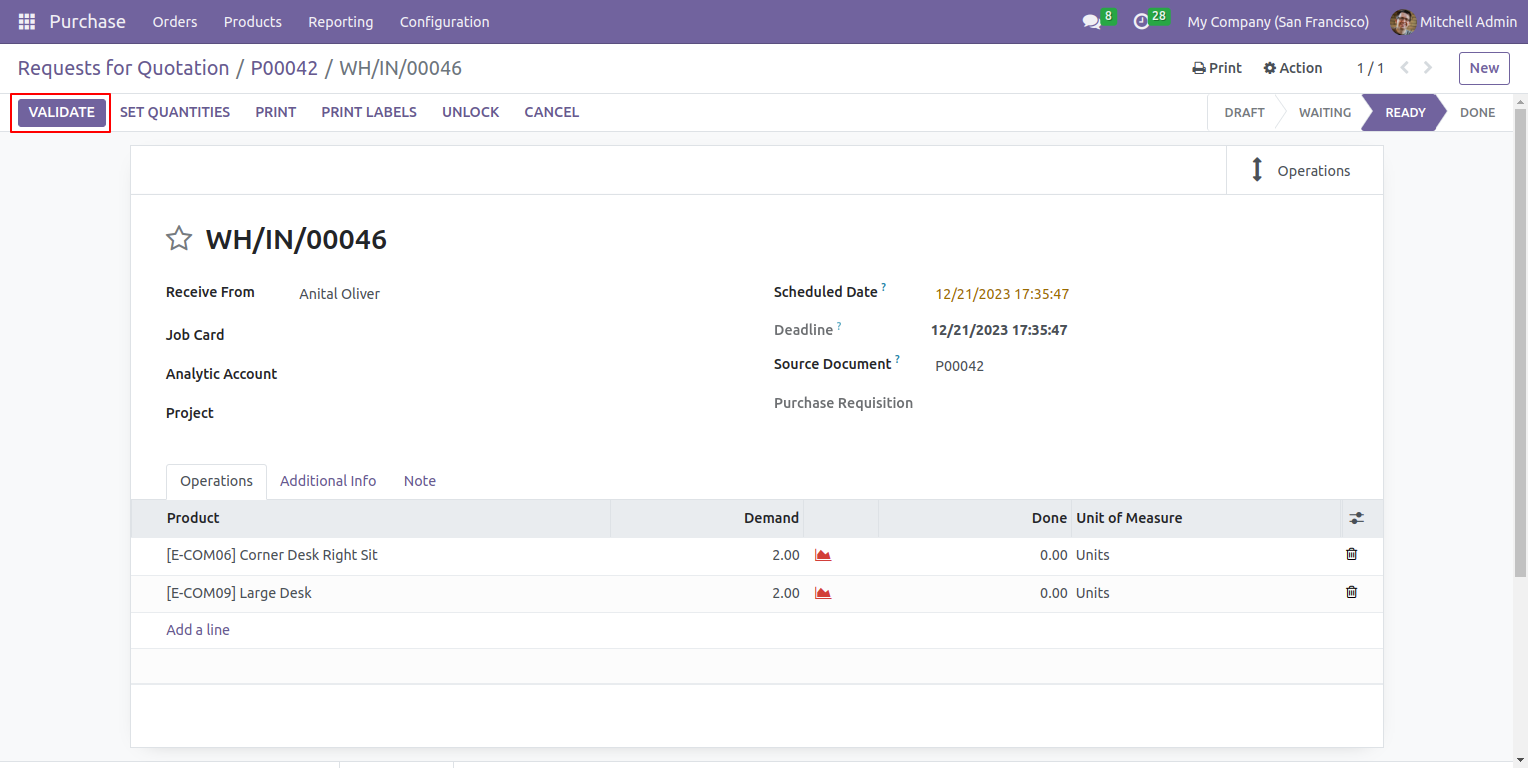 Purchase Orders Products Reporting Configuration 8 28 My Company (San Francisco) Mitchell Admin
Requests for Quotation / P00042 / WH/IN/00046 Print Action 1 / 1 New
VALIDATE SET QUANTITIES PRINT PRINT LABELS UNLOCK CANCEL DRAFT WAITING READY DONE
Operations
WH/IN/00046
Receive From Anital Oliver Scheduled Date ? 12/21/2023 17:35:47
Job Card Deadline ? 12/21/2023 17:35:47
Analytic Account Source Document ? P00042
Project Purchase Requisition
Operations Additional Info Note
Product Demand Done Unit of Measure
[E-COM06] Corner Desk Right Sit 2.00 0.00 Units
[E-COM09] Large Desk 2.00 0.00 Units
Add a line